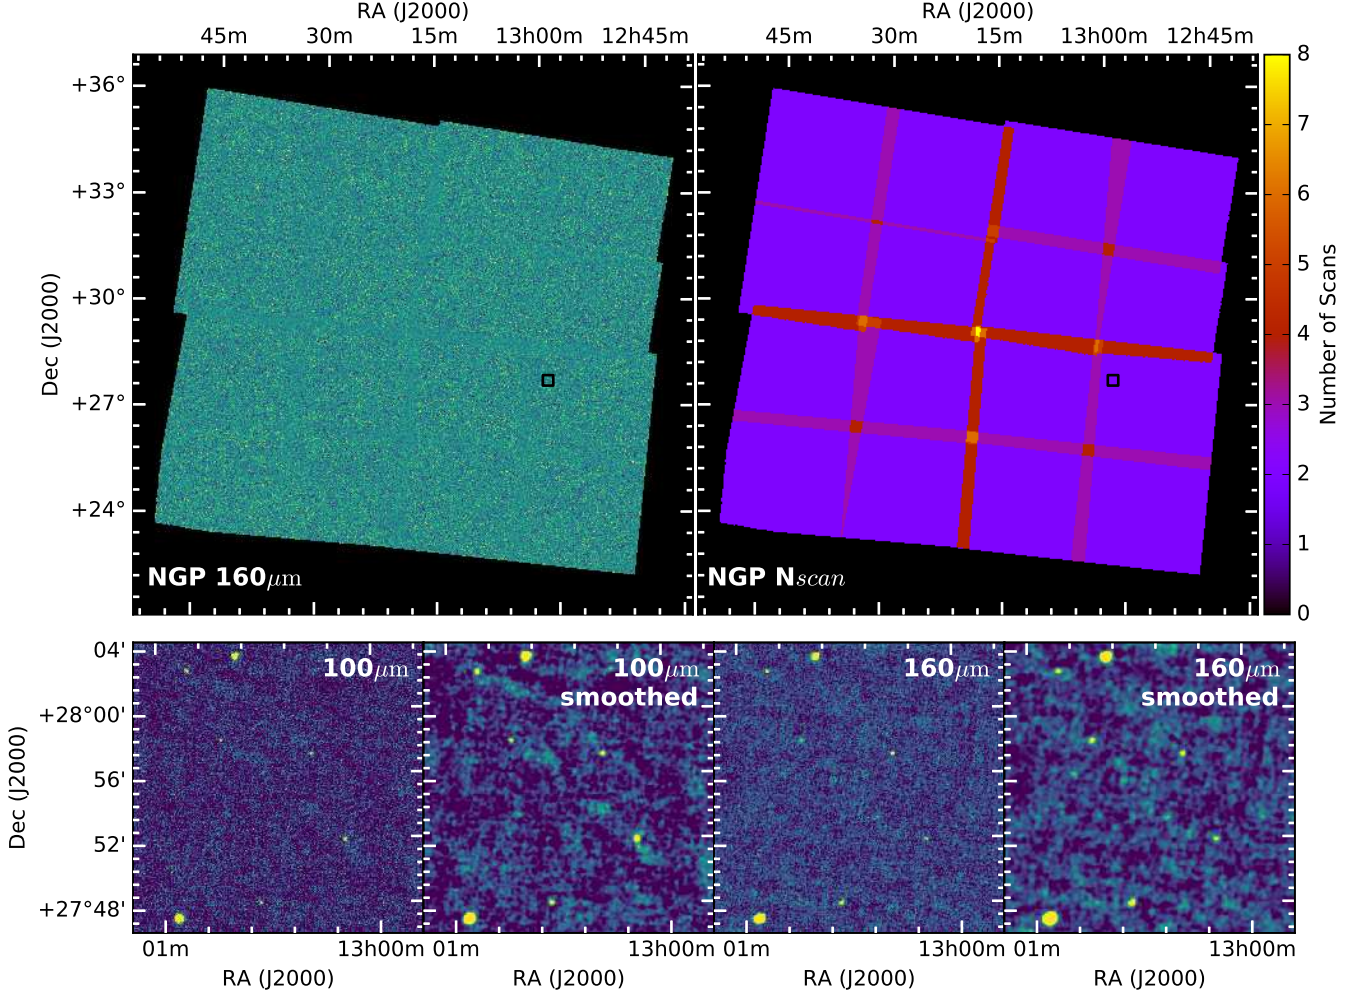 RA (J2000)
RA (J2000)
45m 30m 15m 13h00m 12h45m
45m 30m 15m 13h00m 12h45m
+36°
+33°
+30°
+27°
+24°
Dec (J2000)
NGP 160μm
NGP Nscan
8
7
6
5
4
3
2
1
0
Number of Scans
04'
+28°00'
56'
52'
+27°48'
Dec (J2000)
100μm
100μm
smoothed
160μm
160μm
smoothed
01m 13h00m
01m 13h00m
01m 13h00m
01m 13h00m
RA (J2000)
RA (J2000)
RA (J2000)
RA (J2000)